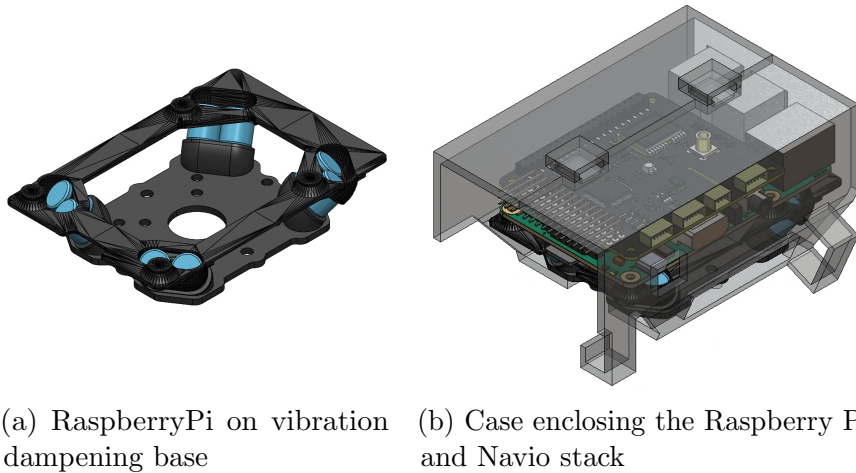 (a) RaspberryPi on vibration
dampening base
(b) Case enclosing the Raspberry P
and Navio stack